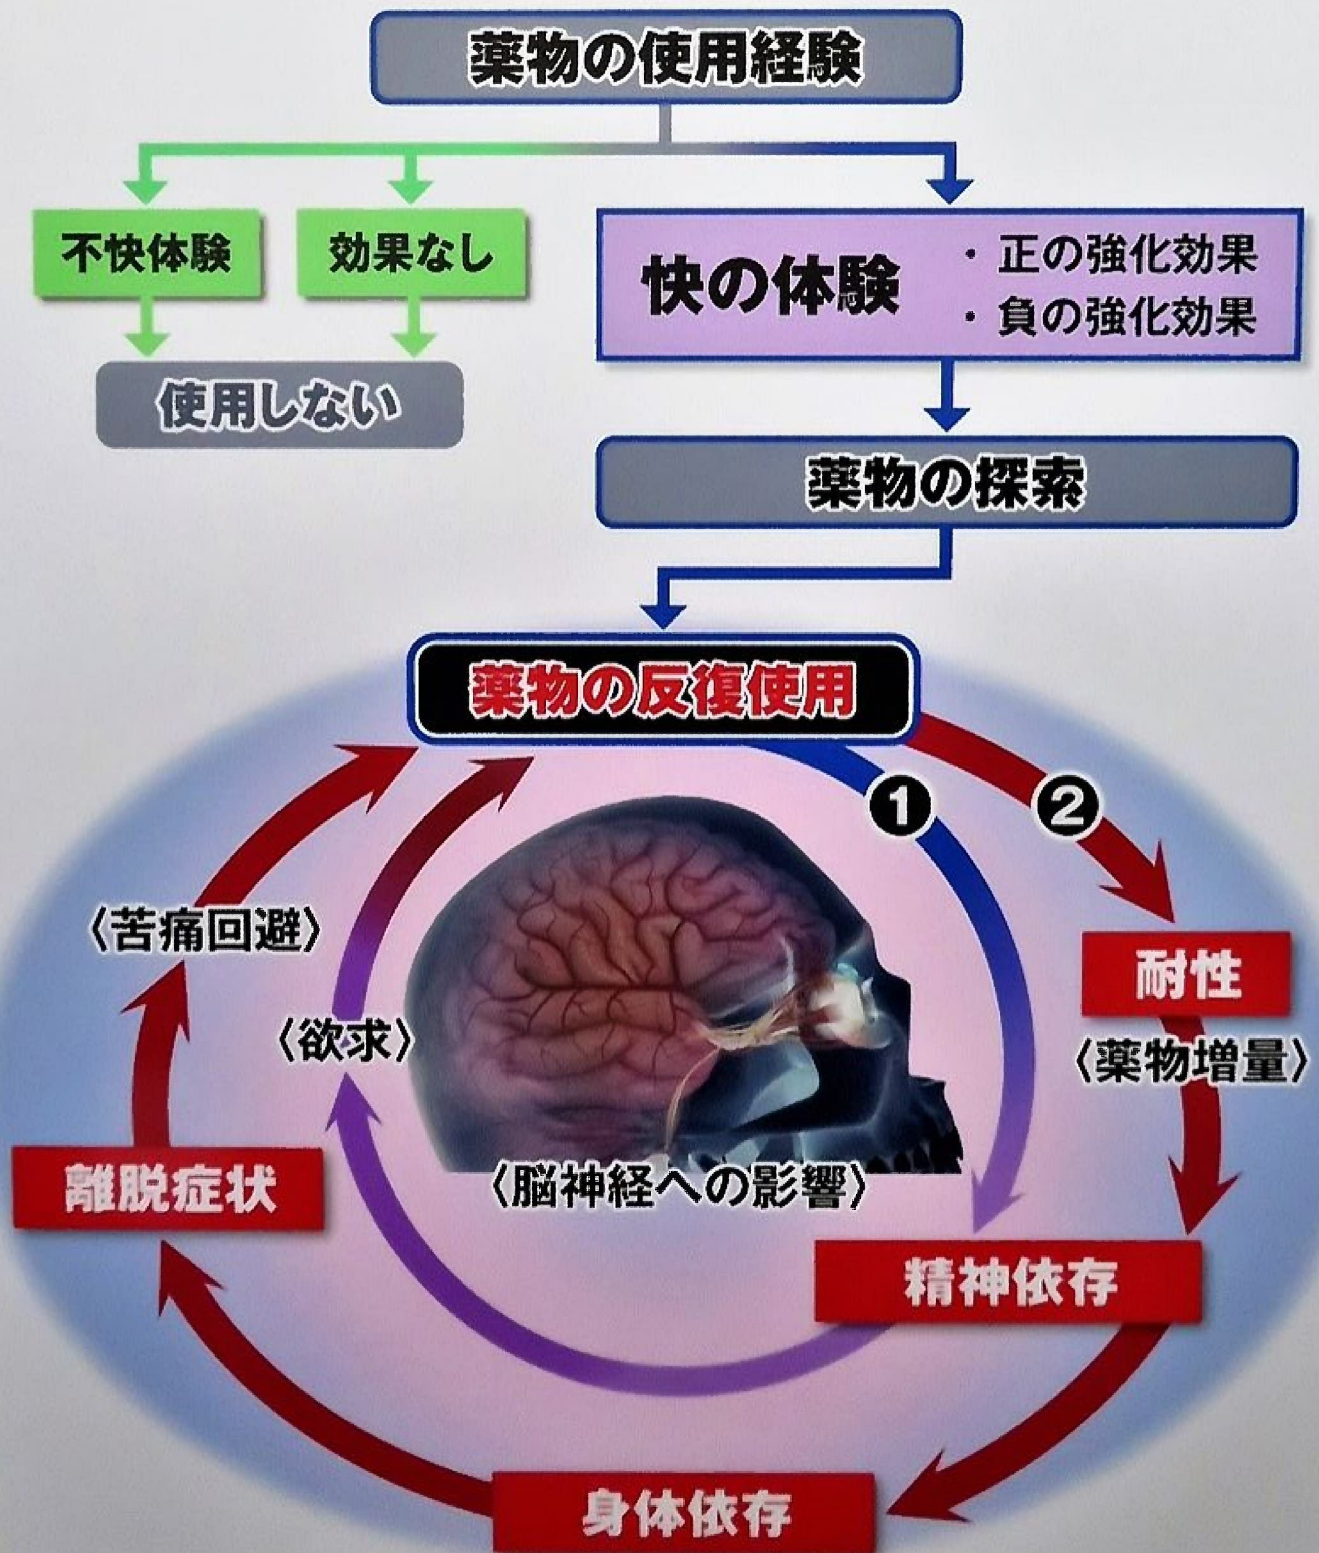 薬物の使用経験
不快体験
効果なし
快の体験
・正の強化効果
・負の強化効果
使用しない
薬物の探索
薬物の反復使用
1
2
〈苦痛回避〉
耐性
〈欲求〉
〈薬物増量〉
離脱症状
〈脳神経への影響〉
精神依存
身体依存